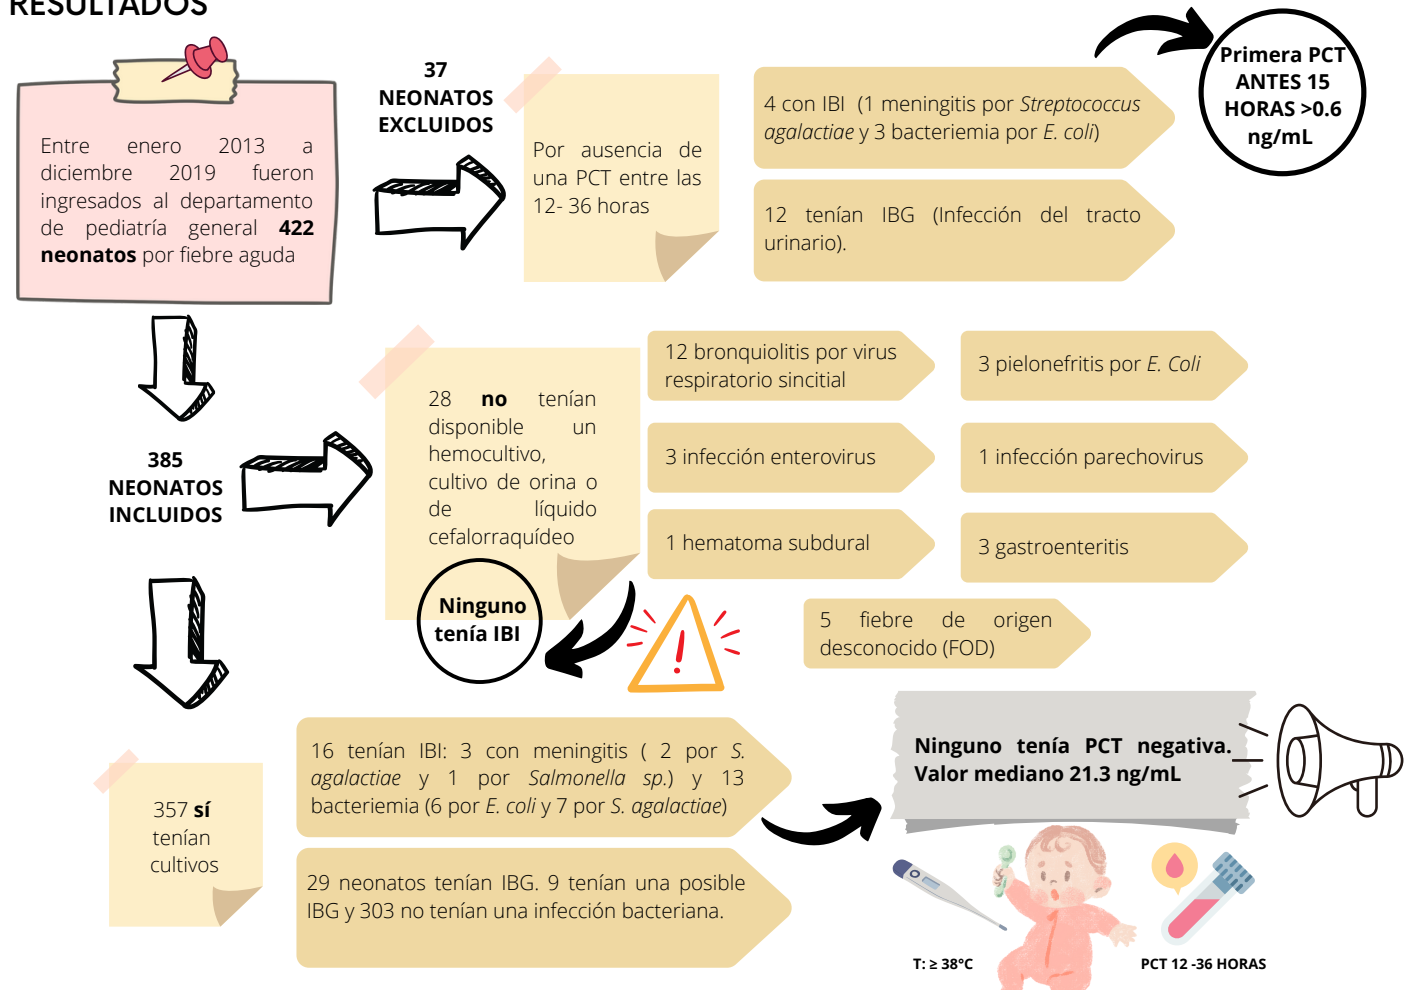 RESULTADOS
Entre enero 2013 a
diciembre 2019 fueron
ingresados al departamento
de pediatría general 422
neonatos por fiebre aguda
37
NEONATOS
EXCLUIDOS
Por ausencia de
una PCT entre las
12- 36 horas
4 con IBI (1 meningitis por Streptococcus
agalactiae y 3 bacteriemia por E. coli)
Primera PCT
ANTES 15
HORAS >0.6
ng/mL
12 tenían IBG (Infección del tracto
urinario).
385
NEONATOS
INCLUIDOS
28 no tenían
disponible un
hemocultivo,
cultivo de orina o
de líquido
cefalorraquídeo
Ninguno
tenía IBI
12 bronquiolitis por virus
respiratorio sincitial
3 pielonefritis por E. Coli
3 infección enterovirus
1 infección parechovirus
1 hematoma subdural
3 gastroenteritis
5 fiebre de origen
desconocido (FOD)
357 sí
tenían
cultivos
16 tenían IBI: 3 con meningitis ( 2 por S.
agalactiae y 1 por Salmonella sp.) y 13
bacteriemia (6 por E. coli y 7 por S. agalactiae)
29 neonatos tenían IBG. 9 tenían una posible
IBG y 303 no tenían una infección bacteriana.
Ninguno tenía PCT negativa.
Valor mediano 21.3 ng/mL
T: ≥ 38°C
PCT 12 -36 HORAS